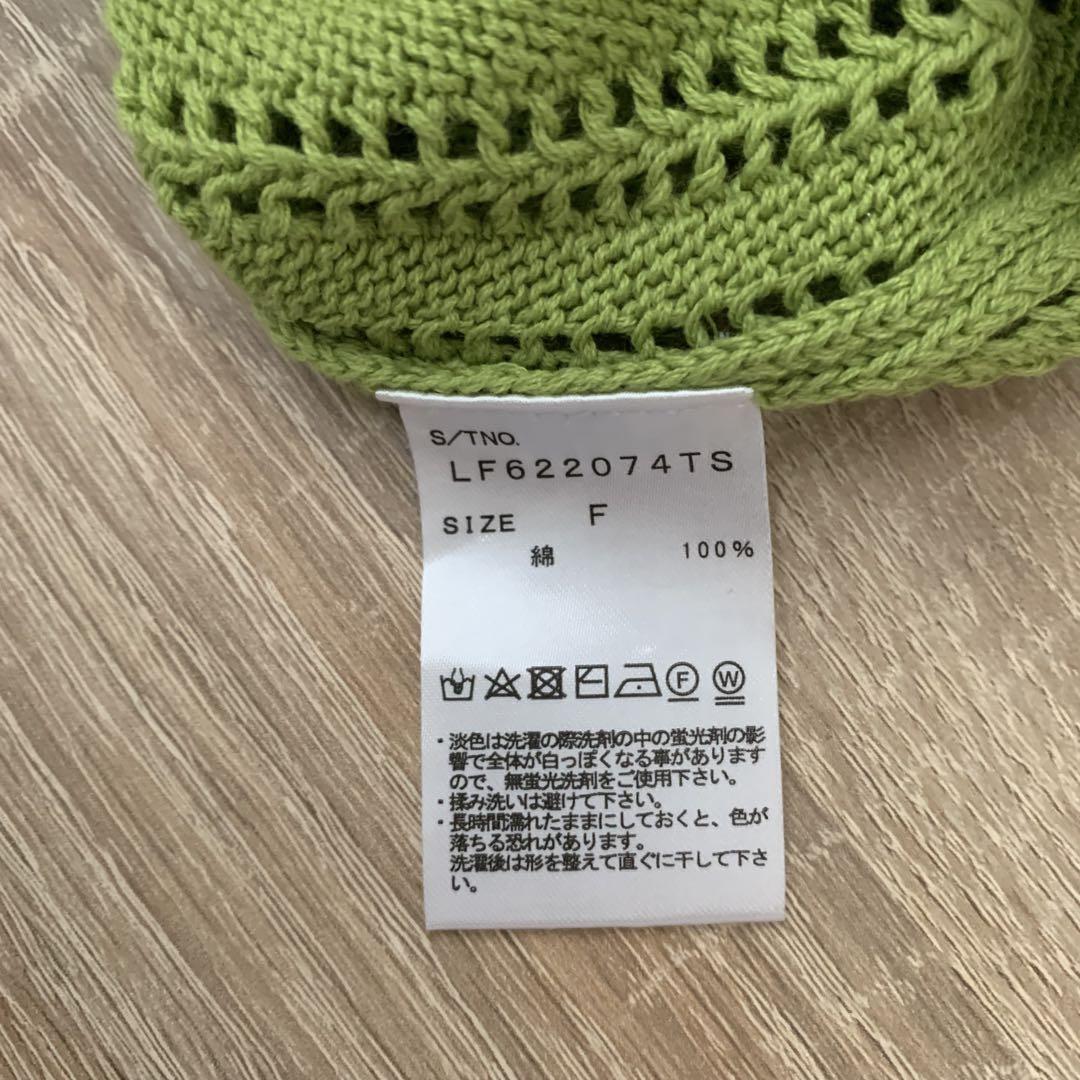 S/TNO.
LF622074TS
SIZE F
綿 100%
F W
・淡色は洗濯の際洗剤の中の蛍光剤の影
響で全体が白っぽくなる事があります
ので、無蛍光洗剤をご使用下さい。
・揉み洗いは避けて下さい。
・長時間濡れたままにしておくと、色が
落ちる恐れがあります。
洗濯後は形を整えて直ぐに干して下さ
い。